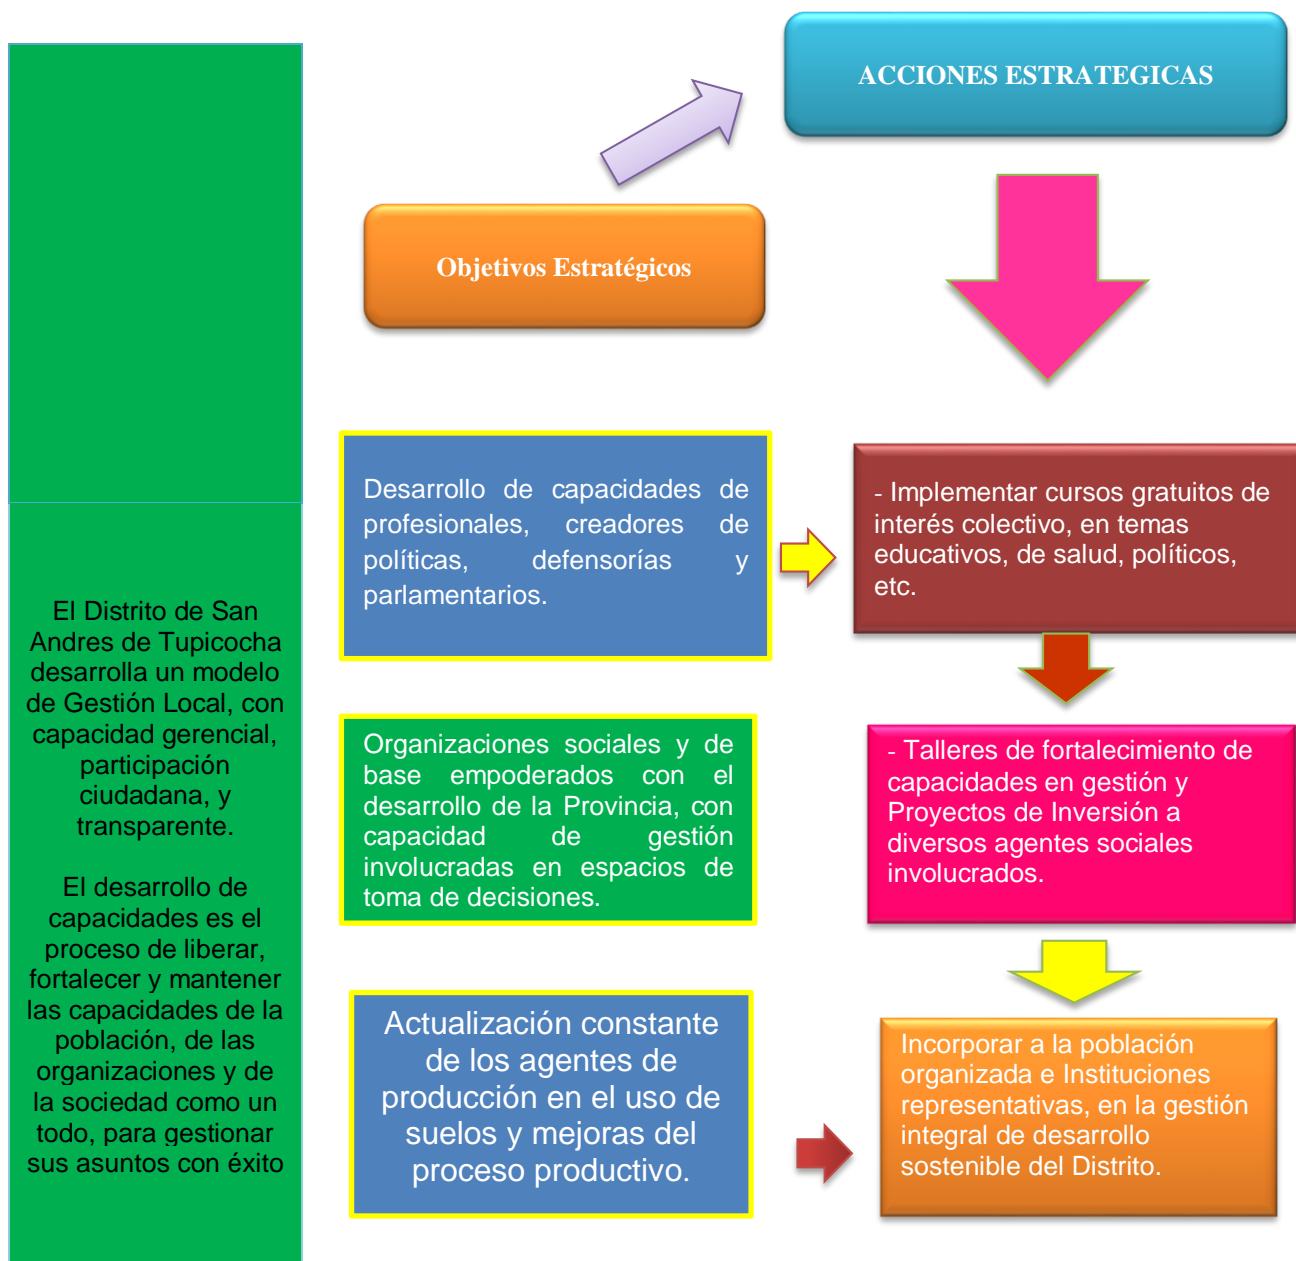 ACCIONES ESTRATEGICAS
Objetivos Estratégicos
El Distrito de San
Andres de Tupicocha
desarrolla un modelo
de Gestión Local, con
capacidad gerencial,
participación
ciudadana, y
transparente.
El desarrollo de
capacidades es el
proceso de liberar,
fortalecer y mantener
las capacidades de la
población, de las
organizaciones y de
la sociedad como un
todo, para gestionar
sus asuntos con éxito
Desarrollo de capacidades de
profesionales, creadores de
políticas, defensorías y
parlamentarios.
- Implementar cursos gratuitos de
interés colectivo, en temas
educativos, de salud, políticos,
etc.
Organizaciones sociales y de
base empoderados con el
desarrollo de la Provincia, con
capacidad de gestión
involucradas en espacios de
toma de decisiones.
- Talleres de fortalecimiento de
capacidades en gestión y
Proyectos de Inversión a
diversos agentes sociales
involucrados.
Actualización constante
de los agentes de
producción en el uso de
suelos y mejoras del
proceso productivo.
Incorporar a la población
organizada e Instituciones
representativas, en la gestión
integral de desarrollo
sostenible del Distrito.